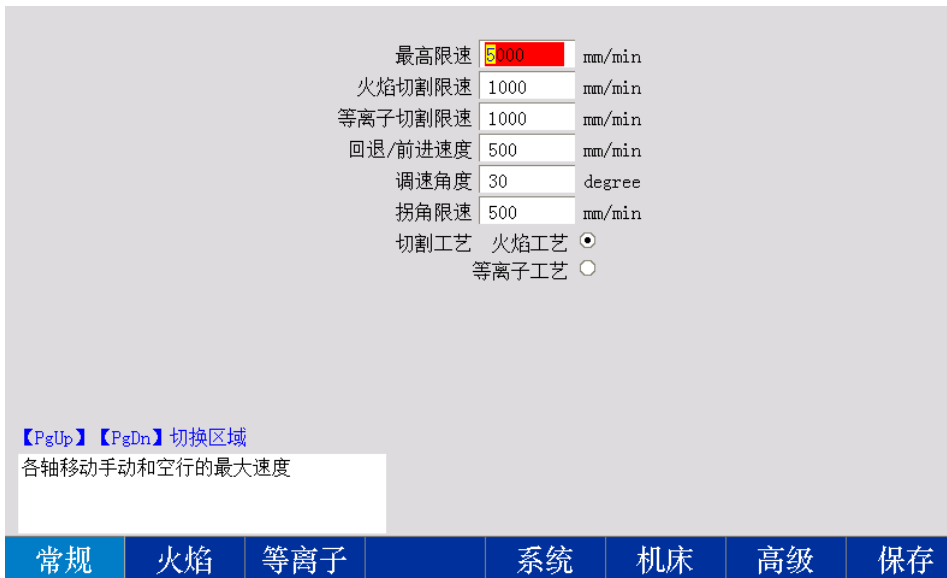 最高限速 5000 mm/min
火焰切割限速 1000 mm/min
等离子切割限速 1000 mm/min
回退/前进速度 500 mm/min
调速角度 30 degree
拐角限速 500 mm/min
切割工艺 火焰工艺
等离子工艺
【PgUp】【PgDn】切换区域
各轴移动手动和空行的最大速度
常规 火焰 等离子 系统 机床 高级 保存